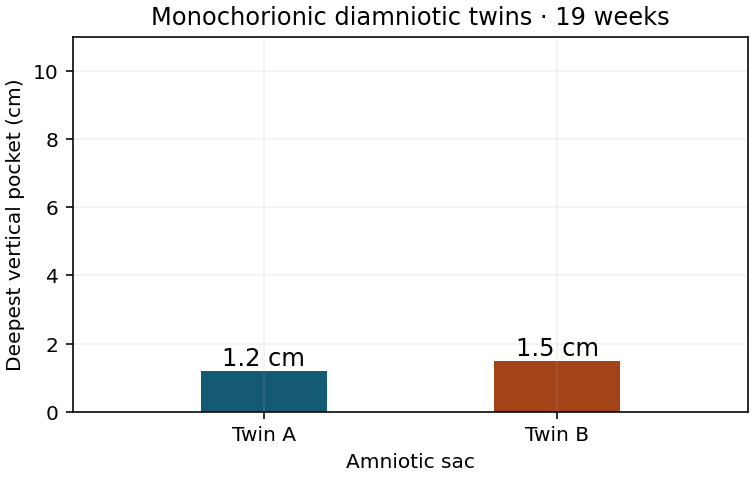 Monochorionic diamniotic twins · 19 weeks
Deepest vertical pocket (cm)
10
8
6
4
2
0
1.2 cm
1.5 cm
Twin A
Twin B
Amniotic sac